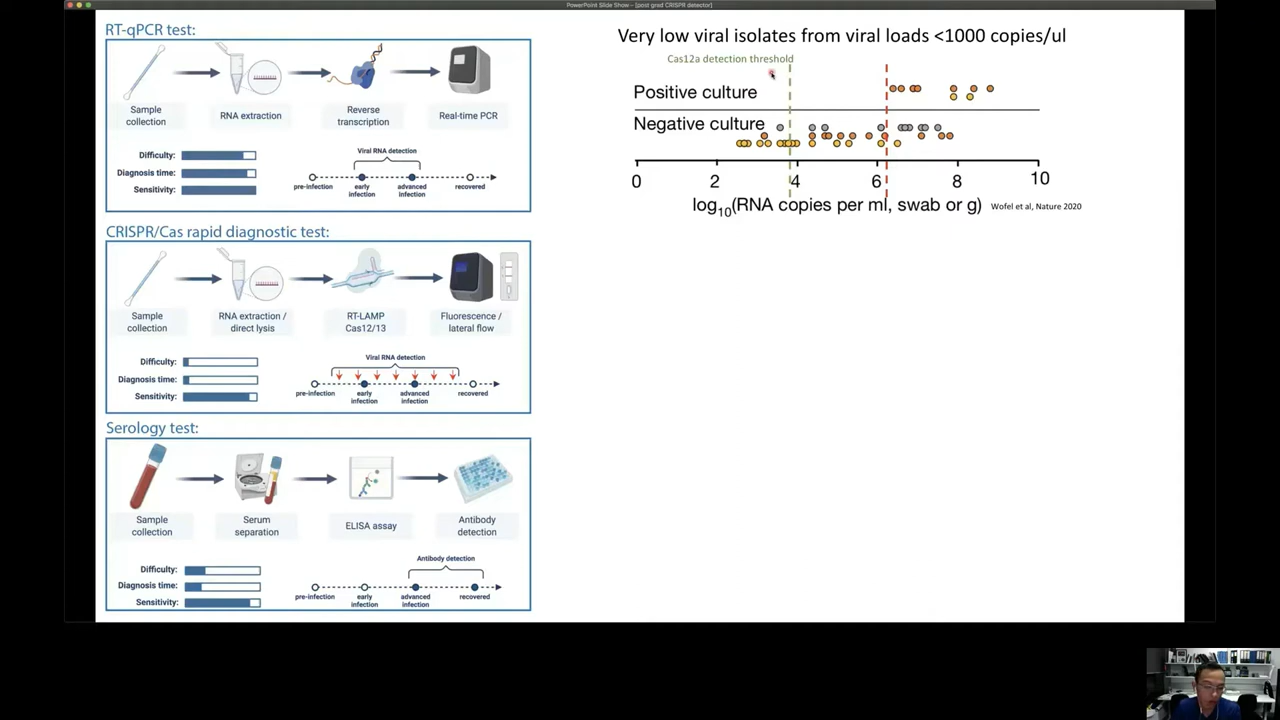 PowerPoint Slide Show - [post grad CRISPR detector]
RT-qPCR test:
Sample
collection
RNA extraction
Reverse
transcription
Real-time PCR
Difficulty:
Diagnosis time:
Sensitivity:
Viral RNA detection
pre-infection
early
infection
advanced
infection
recovered
CRISPR/Cas rapid diagnostic test:
Sample
collection
RNA extraction /
direct lysis
RT-LAMP
Cas12/13
Fluorescence /
lateral flow
Difficulty:
Diagnosis time:
Sensitivity:
Viral RNA detection
pre-infection
early
infection
advanced
infection
recovered
Serology test:
Sample
collection
Serum
separation
ELISA assay
Antibody
detection
Difficulty:
Diagnosis time:
Sensitivity:
Antibody detection
pre-infection
early
infection
advanced
infection
recovered
Very low viral isolates from viral loads <1000 copies/ul
Cas12a detection threshold
Positive culture
Negative culture
0 2 4 6 8 10
log10(RNA copies per ml, swab or g)
Wofel et al, Nature 2020